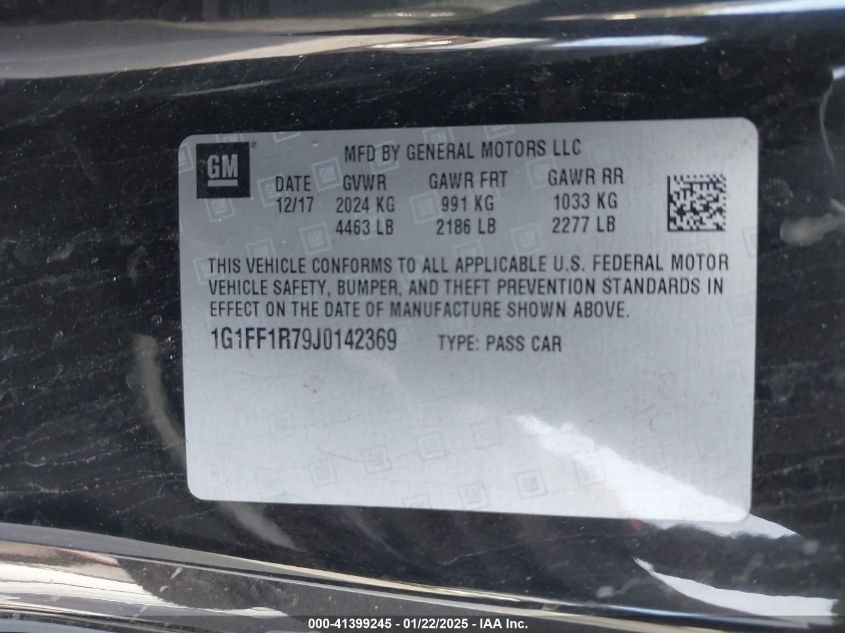 GM
MFD BY GENERAL MOTORS LLC
DATE GVWR GAWR FRT GAWR RR
12/17 2024 KG 991 KG 1033 KG
4463 LB 2186 LB 2277 LB
THIS VEHICLE CONFORMS TO ALL APPLICABLE U.S. FEDERAL MOTOR
VEHICLE SAFETY, BUMPER, AND THEFT PREVENTION STANDARDS IN
EFFECT ON THE DATE OF MANUFACTURE SHOWN ABOVE.
1G1FF1R79J0142369 TYPE: PASS CAR
000-41399245 - 01/22/2025 - IAA Inc.